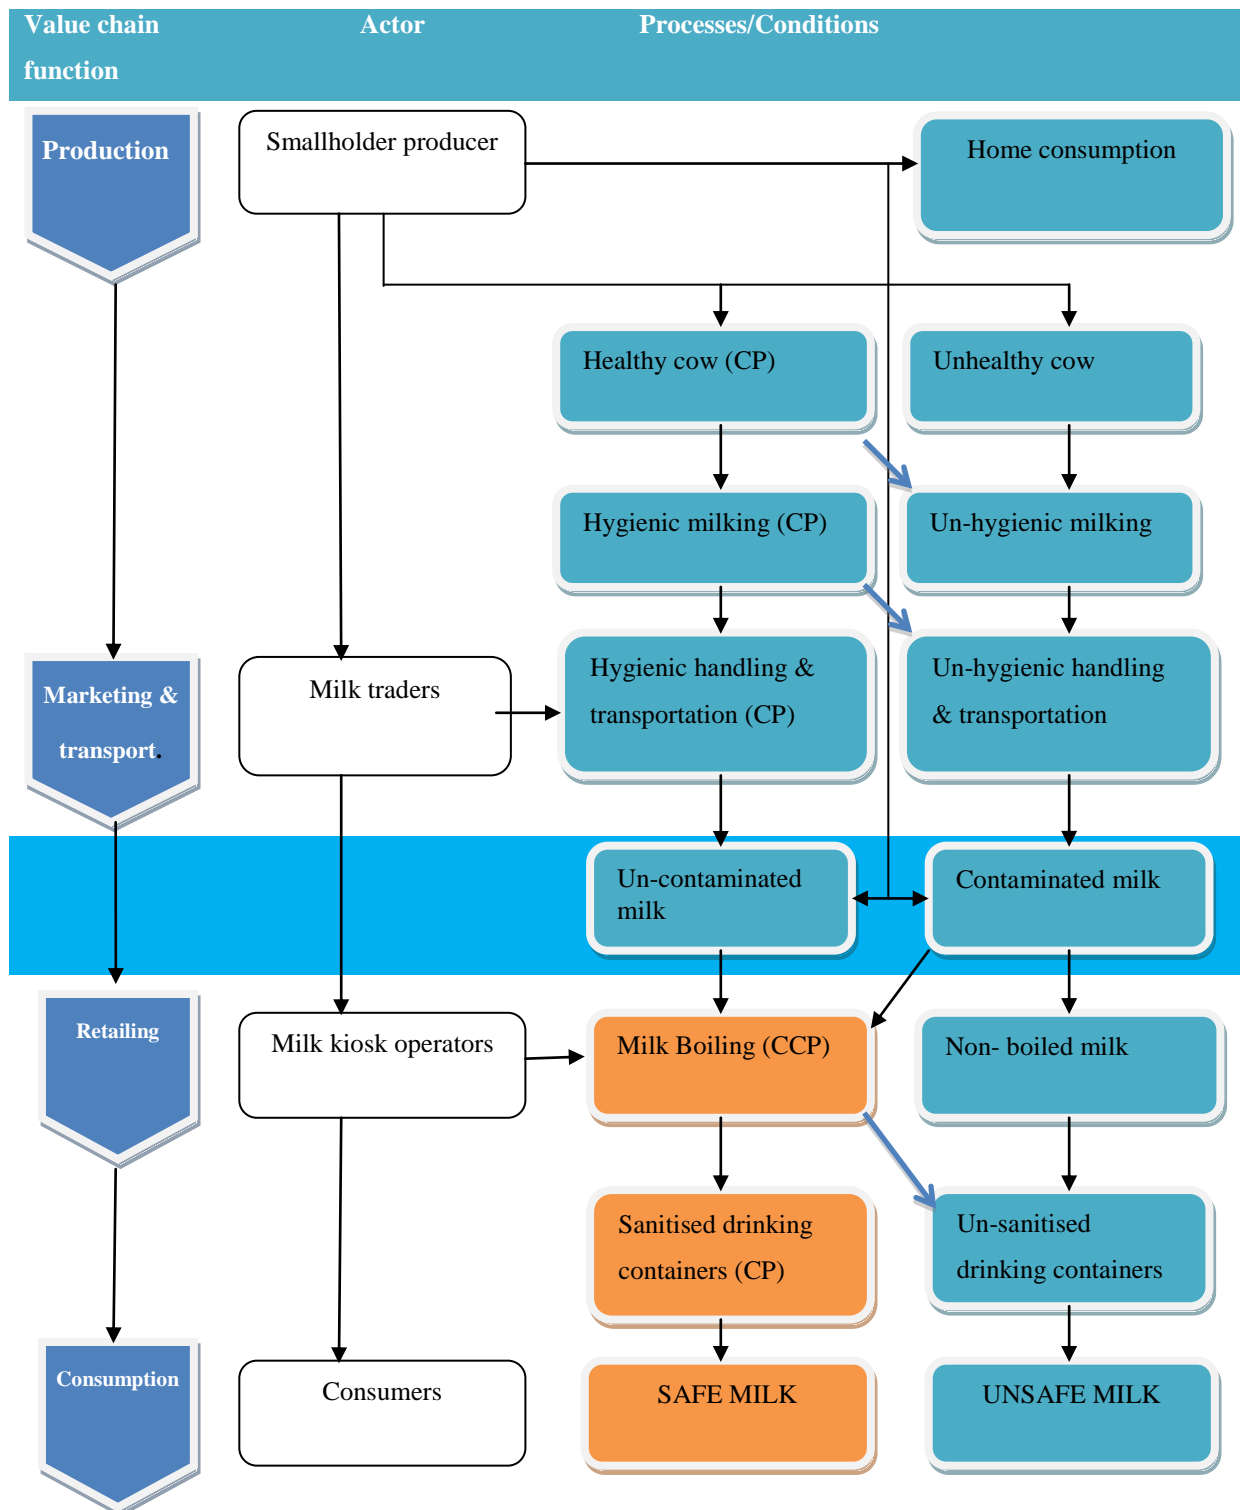 Value chain
function
Actor
Processes/Conditions
Production
Smallholder producer
Home consumption
Healthy cow (CP)
Unhealthy cow
Hygienic milking (CP)
Un-hygienic milking
Marketing &
transport.
Milk traders
Hygienic handling &
transportation (CP)
Un-hygienic handling
& transportation
Un-contaminated
milk
Contaminated milk
Retailing
Milk kiosk operators
Milk Boiling (CCP)
Non- boiled milk
Sanitised drinking
containers (CP)
Un-sanitised
drinking containers
Consumption
Consumers
SAFE MILK
UNSAFE MILK